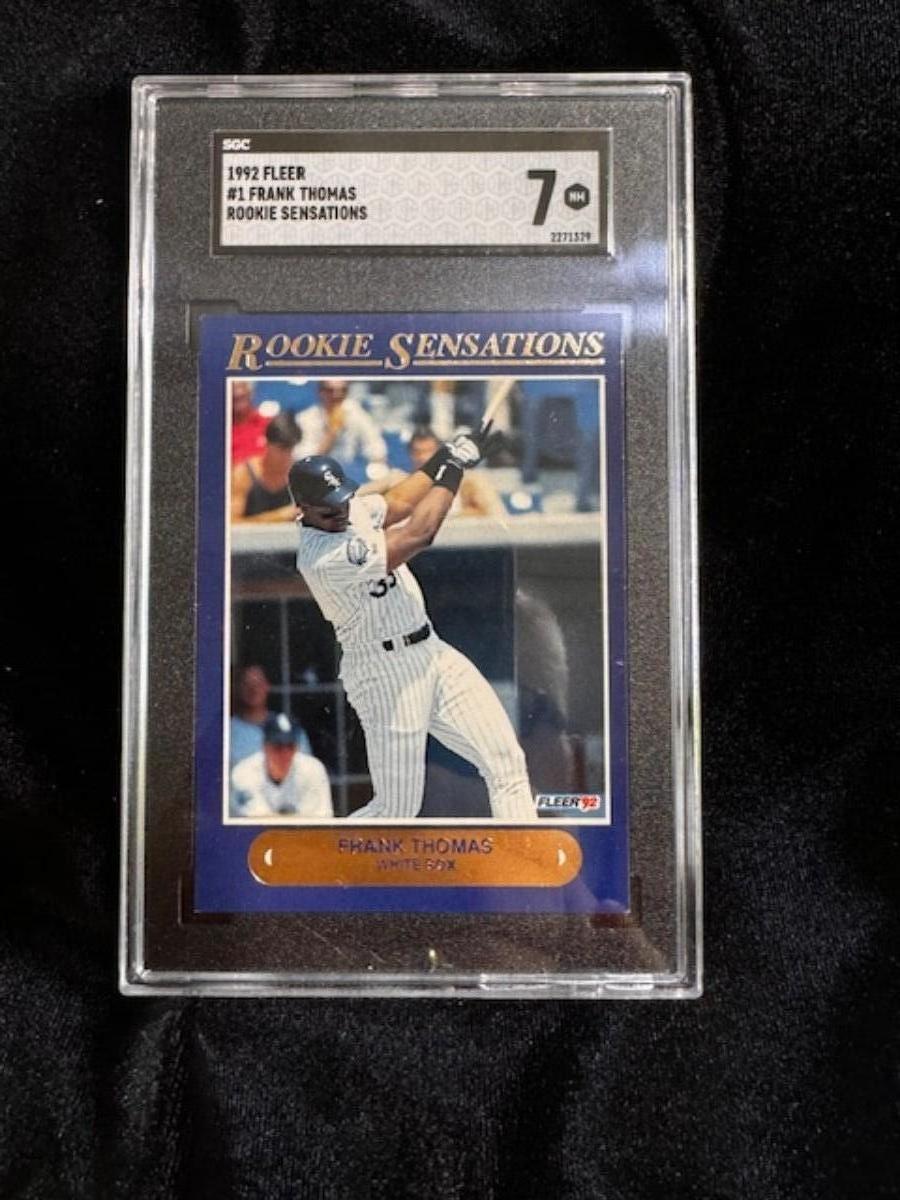 SGC
1992 FLEER
#1 FRANK THOMAS
ROOKIE SENSATIONS
7 NM
2271379
ROOKIE SENSATIONS
35
FLEER '92
FRANK THOMAS
WHITE SOX